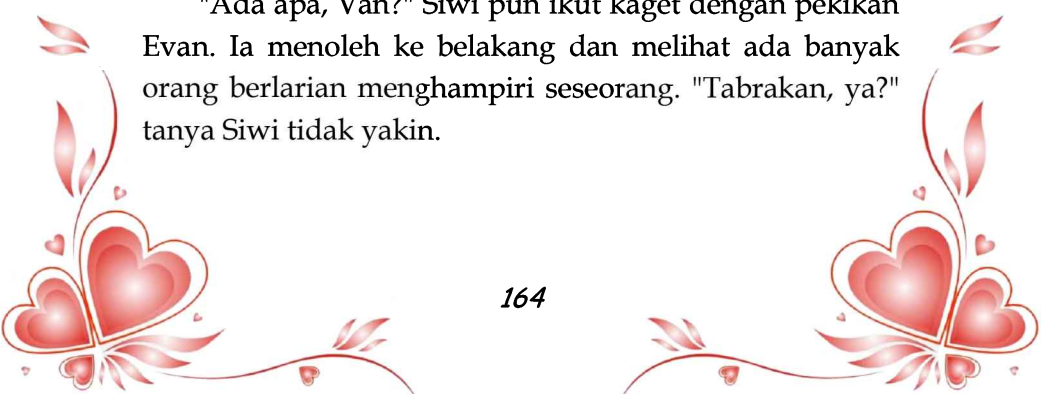 "Ada apa, Van?" Siwi pun ikut kaget dengan pekikan
Evan. Ia menoleh ke belakang dan melihat ada banyak
orang berlarian menghampiri seseorang. "Tabrakan, ya?"
tanya Siwi tidak yakin.
164